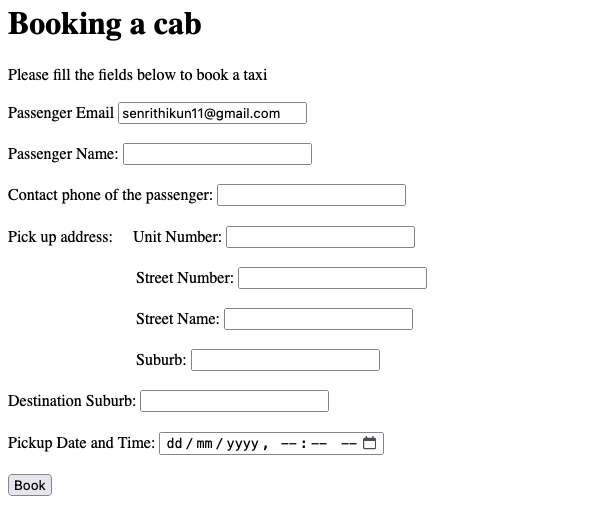 Booking a cab
Please fill the fields below to book a taxi
Passenger Email senrithikun11@gmail.com
Passenger Name:
Contact phone of the passenger:
Pick up address: Unit Number:
Street Number:
Street Name:
Suburb:
Destination Suburb:
Pickup Date and Time: dd/mm/yyyy, --:-- --
Book